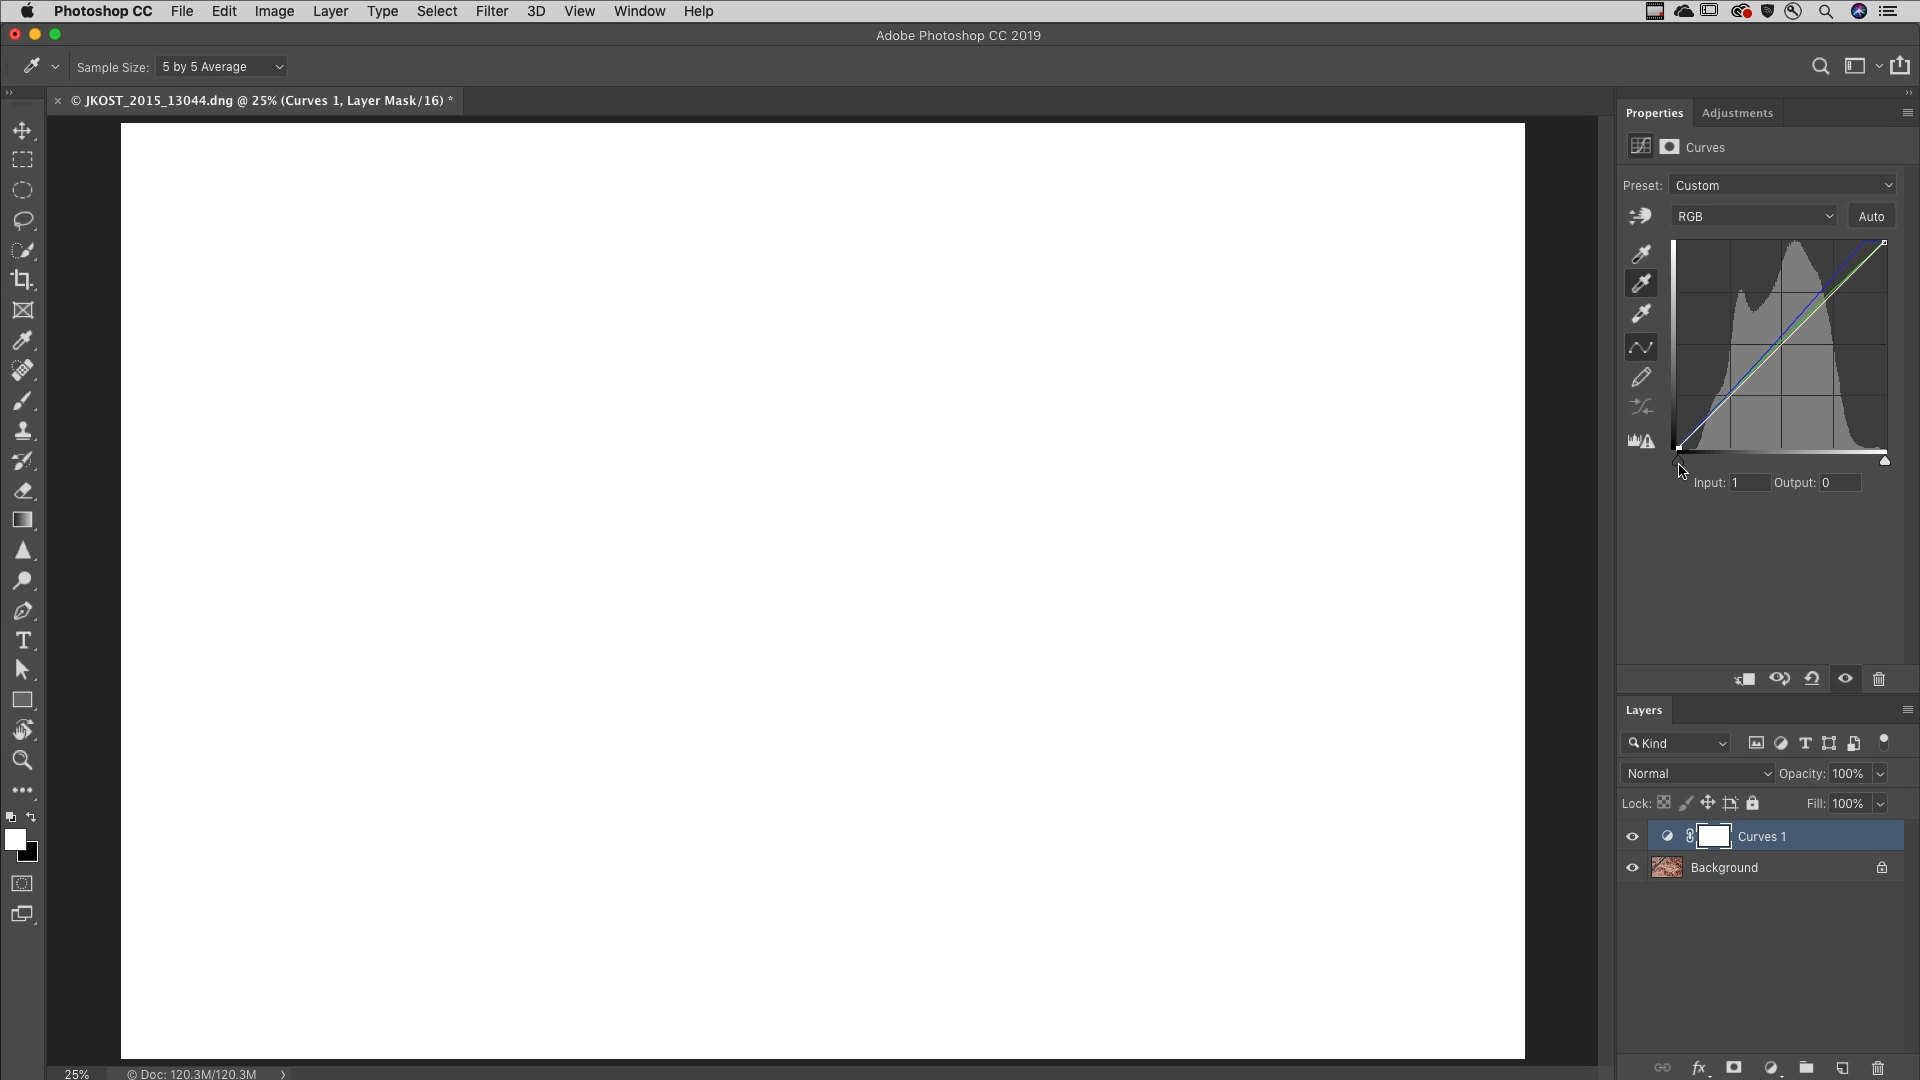 Photoshop CC File Edit Image Layer Type Select Filter 3D View Window Help
Adobe Photoshop CC 2019
Sample Size: 5 by 5 Average
© JKOST_2015_13044.dng @ 25% (Curves 1, Layer Mask/16) *
Properties Adjustments
Curves
Preset: Custom
RGB Auto
Input: 1 Output: 0
Layers
Kind
Normal Opacity: 100%
Lock: Fill: 100%
Curves 1
Background
25% © Doc: 120.3M/120.3M